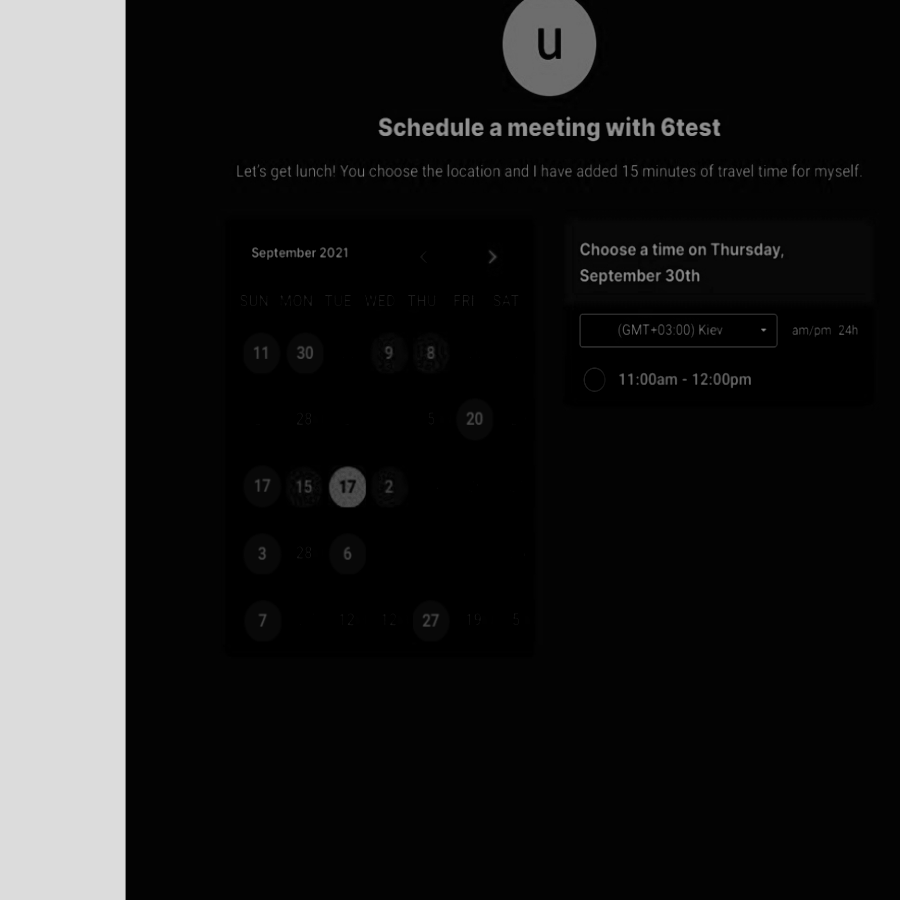 u
Schedule a meeting with 6test
Let's get lunch! You choose the location and I have added 15 minutes of travel time for myself.
September 2021
SUN MON TUE WED THU FRI SAT
11 30 9 8
28 5 20
17 15 17 2
3 28 6
7 12 12 27 19 5
Choose a time on Thursday,
September 30th
(GMT+03:00) Kiev am/pm 24h
11:00am - 12:00pm